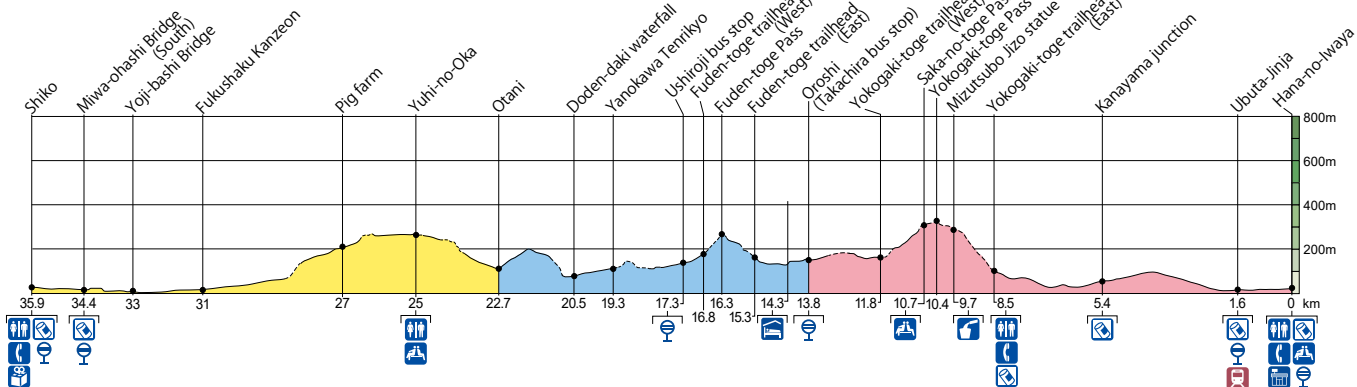 Shiko
Miwa-ohashi Bridge
(South)
Yoji-bashi Bridge
Fukushaku Kanzeon
Pig farm
Yuhi-no-Oka
Otani
Doden-daki waterfall
Yanokawa Tenrikyo
Ushiroji bus stop
Fuden-toge
(West)
Fuden-toge Pass
Fuden-toge trailhead
(East)
Oroshi
(Takachira bus stop)
Yokogaki-toge
(West)
Saka-no-toge
Yokogaki-toge Pass
Mizutsubo Jizo statue
Yokogaki-toge
(East)
Kanayama junction
Ubuta-Jinja
Hana-no-Iwaya
800m
600m
400m
200m
35.9 34.4 33 31 27 25 22.7 20.5 19.3 17.3 16.3 14.3 13.8 11.8 10.7 10.4 9.7 8.5 5.4 1.6 0 km
16.8 15.3